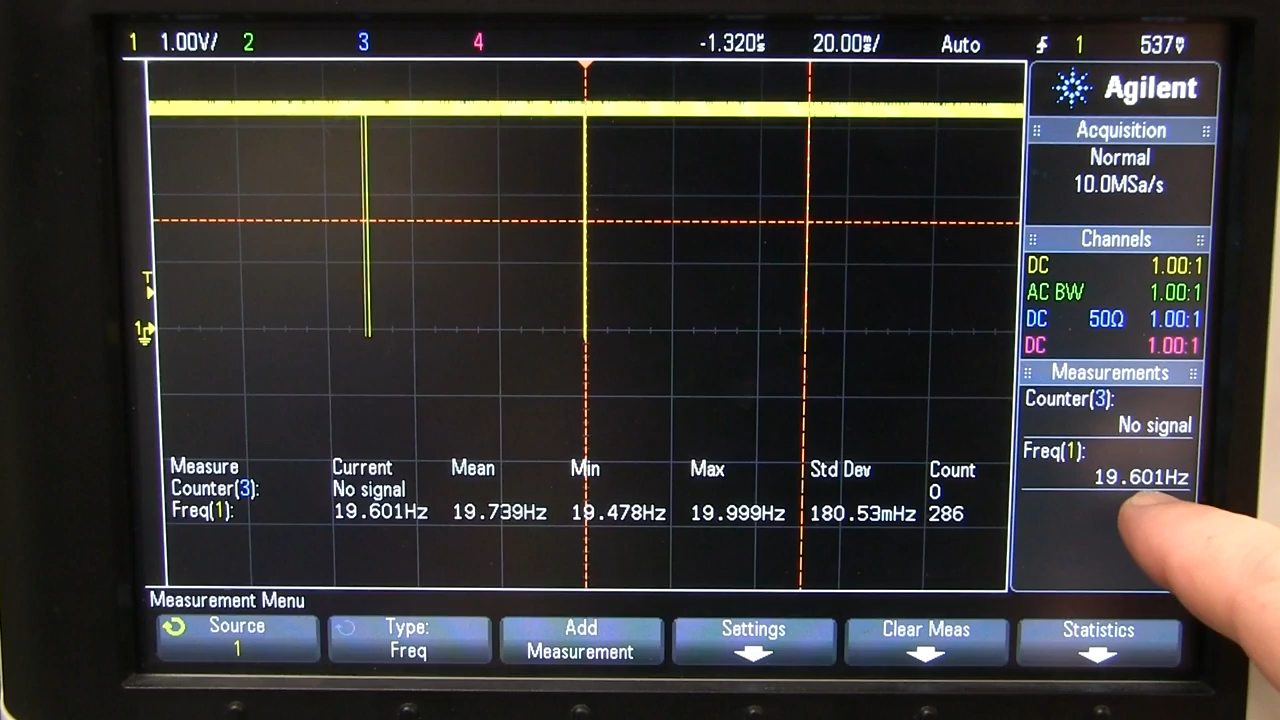 1 1.00V/ 2 3 4 -1.320s 20.00ms/ Auto 1 537mV
Agilent
Acquisition
Normal
10.0MSa/s
Channels
DC 1.00:1
AC BW 1.00:1
DC 50Ω 1.00:1
DC 1.00:1
Measurements
Counter(3):
No signal
Freq(1):
19.601Hz
T
1
Measure Current Mean Min Max Std Dev Count
Counter(3): No signal 0
Freq(1): 19.601Hz 19.739Hz 19.478Hz 19.999Hz 180.53mHz 286
Measurement Menu
Source
1
Type:
Freq
Add
Measurement
Settings
Clear Meas
Statistics